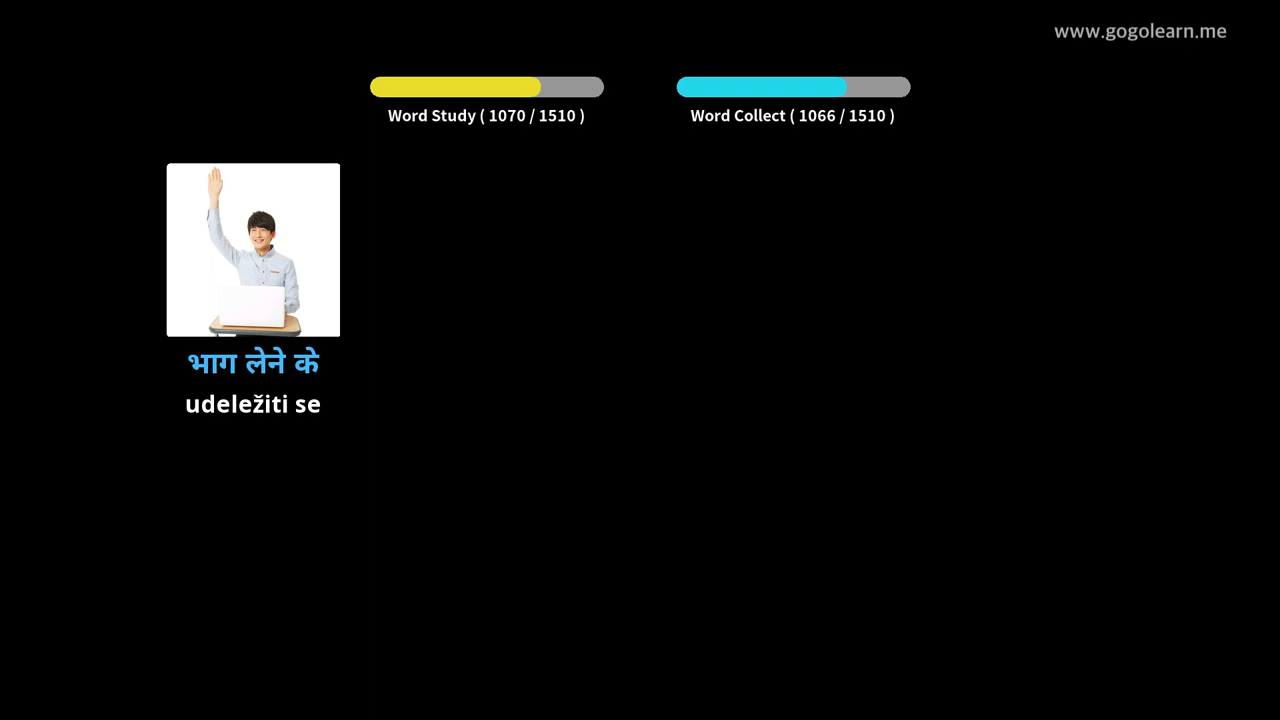 www.gogolearn.me
Word Study ( 1070 / 1510 )
Word Collect ( 1066 / 1510 )
भाग लेने के
udeležiti se